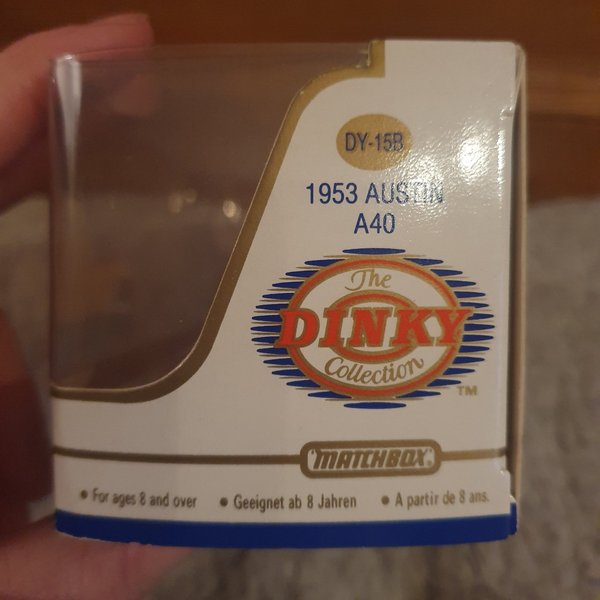 DY-15B
1953 AUSTIN
A40
The
DINKY
Collection
TM
"MATCHBOX"
• For ages 8 and over • Geeignet ab 8 Jahren • A partir de 8 ans.